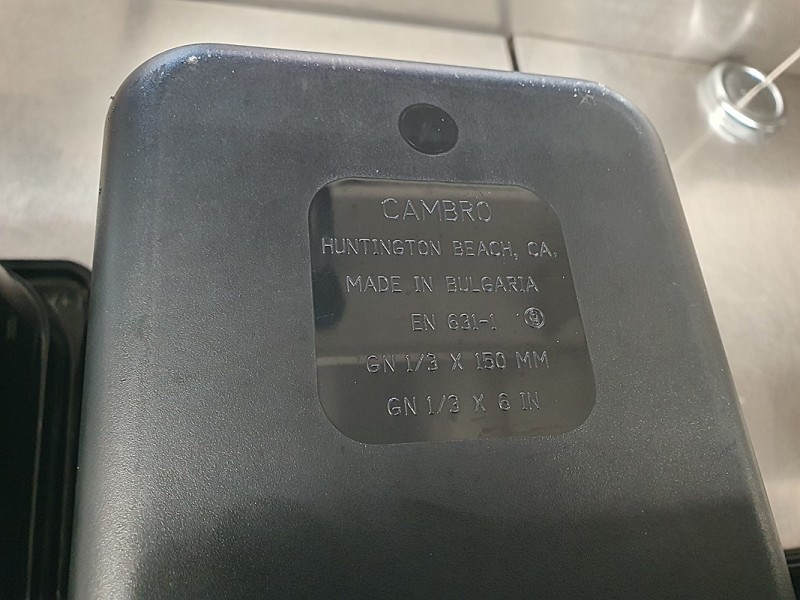 CAMBRO
HUNTINGTON BEACH, CA.
MADE IN BULGARIA
EN 631-1
GN 1/3 X 150 MM
GN 1/3 X 6 IN